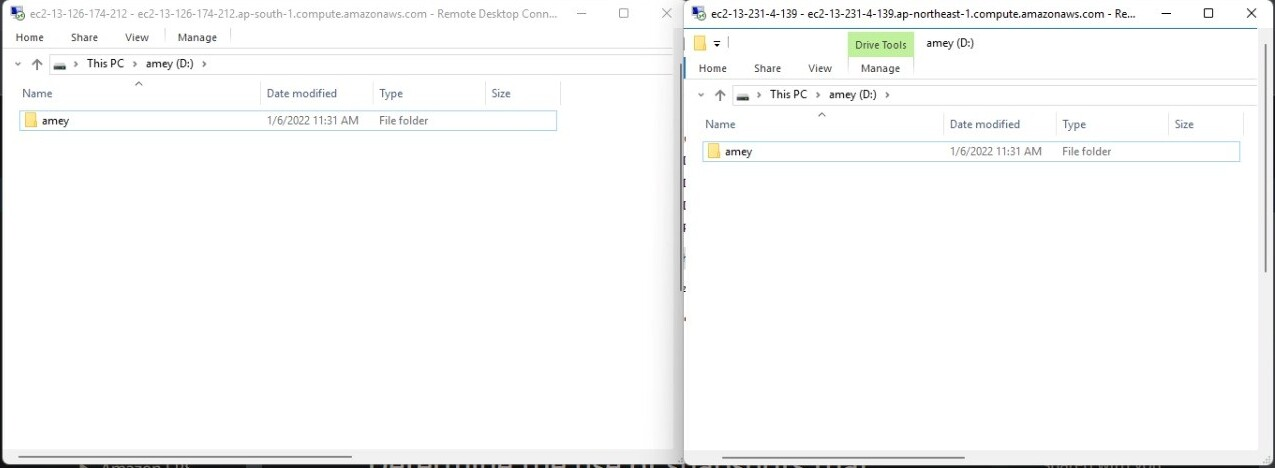 ec2-13-126-174-212 - ec2-13-126-174-212.ap-south-1.compute.amazonaws.com - Remote Desktop Conn...
Home Share View Manage
This PC > amey (D:) >
Name Date modified Type Size
amey 1/6/2022 11:31 AM File folder
ec2-13-231-4-139 - ec2-13-231-4-139.ap-northeast-1.compute.amazonaws.com - Re...
Drive Tools amey (D:)
Home Share View Manage
This PC > amey (D:) >
Name Date modified Type Size
amey 1/6/2022 11:31 AM File folder